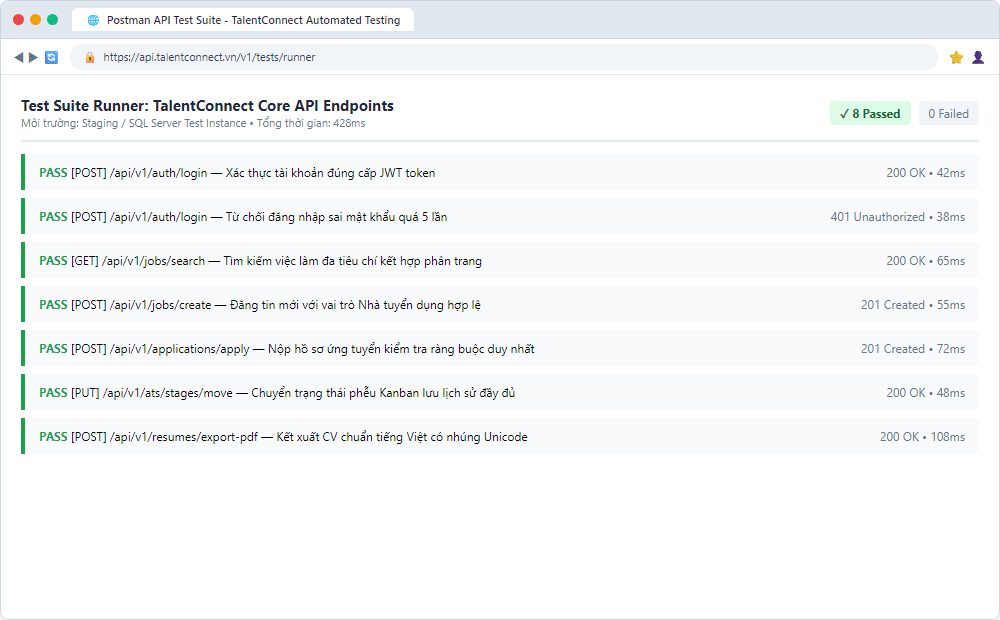 Postman API Test Suite - TalentConnect Automated Testing
https://api.talentconnect.vn/v1/tests/runner
Test Suite Runner: TalentConnect Core API Endpoints
Môi trường: Staging / SQL Server Test Instance • Tổng thời gian: 428ms
✓ 8 Passed
0 Failed
PASS [POST] /api/v1/auth/login — Xác thực tài khoản đúng cấp JWT token 200 OK • 42ms
PASS [POST] /api/v1/auth/login — Từ chối đăng nhập sai mật khẩu quá 5 lần 401 Unauthorized • 38ms
PASS [GET] /api/v1/jobs/search — Tìm kiếm việc làm đa tiêu chí kết hợp phân trang 200 OK • 65ms
PASS [POST] /api/v1/jobs/create — Đăng tin mới với vai trò Nhà tuyển dụng hợp lệ 201 Created • 55ms
PASS [POST] /api/v1/applications/apply — Nộp hồ sơ ứng tuyển kiểm tra ràng buộc duy nhất 201 Created • 72ms
PASS [PUT] /api/v1/ats/stages/move — Chuyển trạng thái phễu Kanban lưu lịch sử đầy đủ 200 OK • 48ms
PASS [POST] /api/v1/resumes/export-pdf — Kết xuất CV chuẩn tiếng Việt có nhúng Unicode 200 OK • 108ms